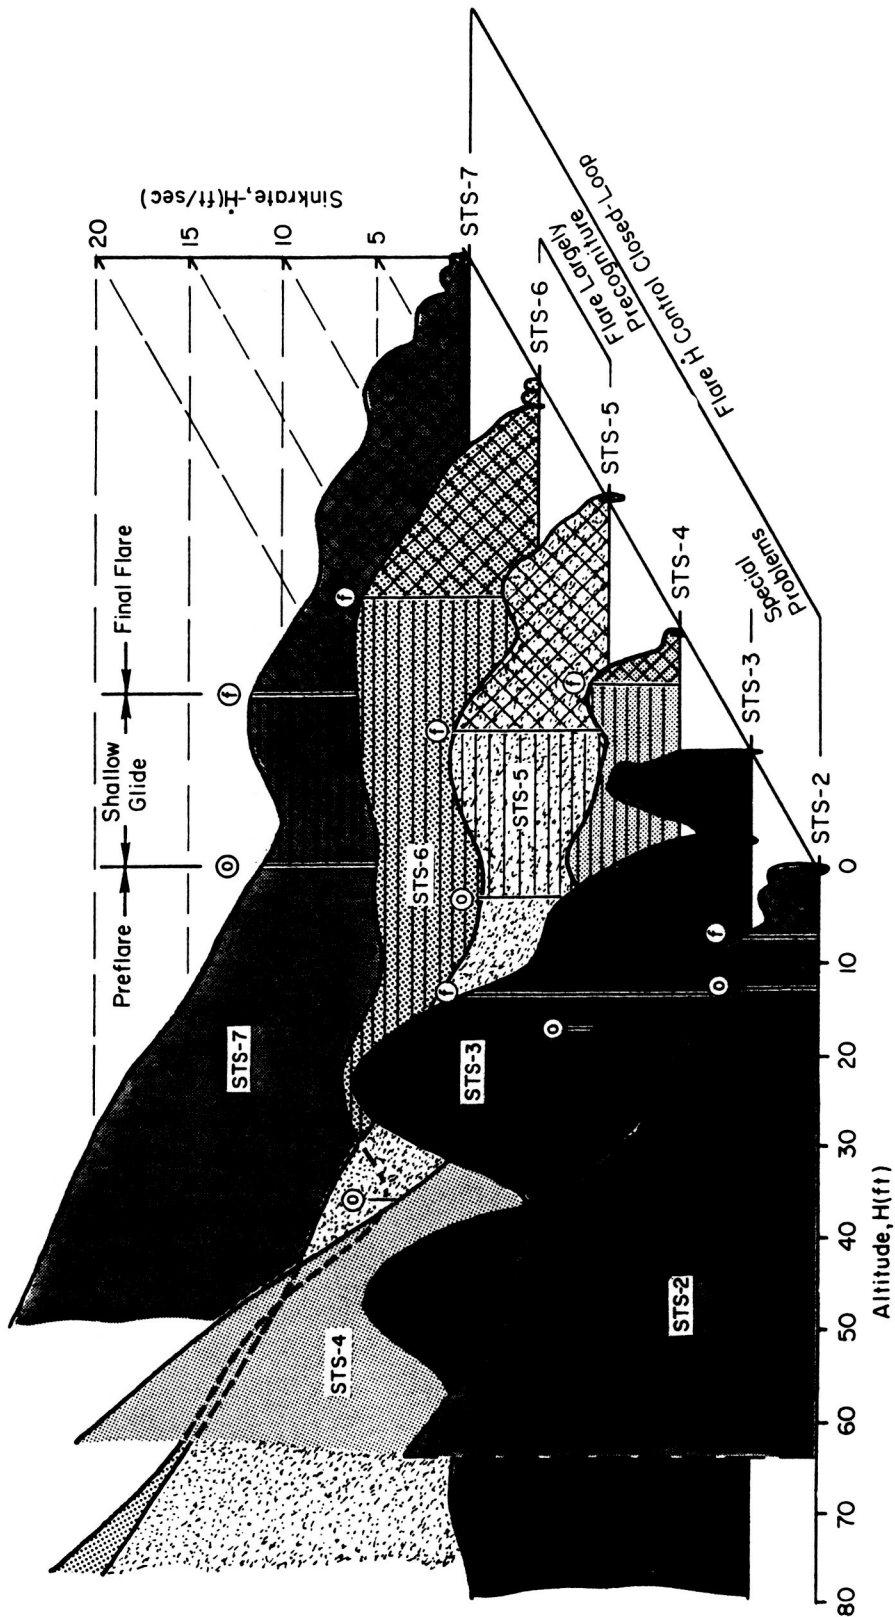 20
15
10
5
Sinkrate, -Ḣ(ft/sec)
Preflare
Shallow
Glide
Final Flare
o
f
STS-7
STS-7
f
STS-6
STS-6
o
f
STS-5
STS-5
o
f
STS-4
STS-4
f
o
STS-3
STS-3
o
f
STS-2
STS-2
Flare Largely
Precogniture
Flare Ḣ Control Closed-Loop
Special
Problems
80
70
60
50
40
30
20
10
0
Altitude, H(ft)